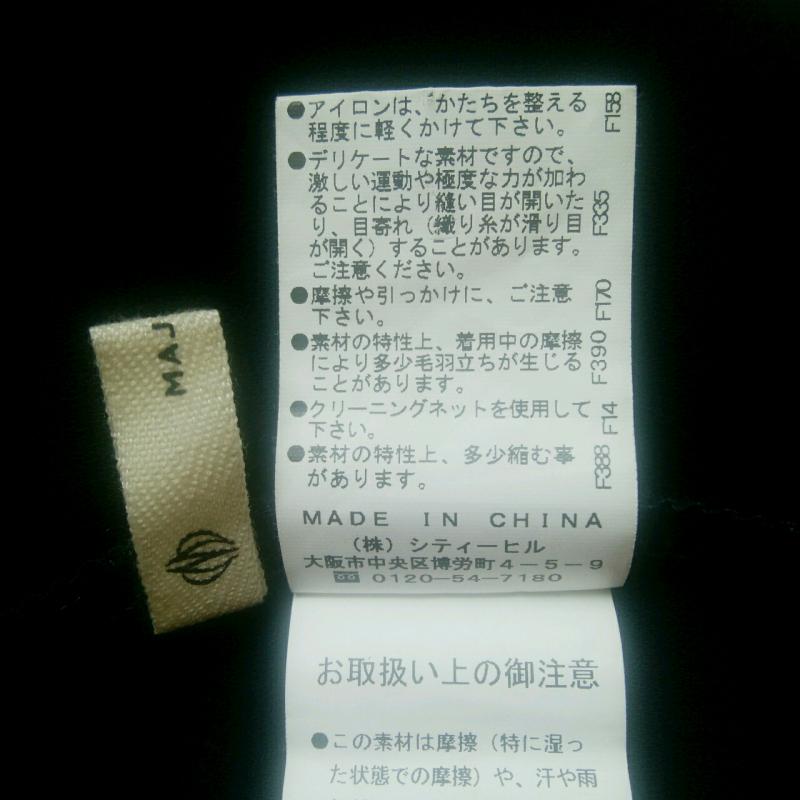 ●アイロンは、かたちを整える
程度に軽くかけて下さい。
F158
●デリケートな素材ですので、
激しい運動や極度な力が加わ
ることにより縫い目が開いた
り、目寄れ（織り糸が滑り目
が開く）することがあります。
ご注意ください。
F335
●摩擦や引っかけに、ご注意
下さい。
F170
●素材の特性上、着用中の摩擦
により多少毛羽立ちが生じる
ことがあります。
F390
●クリーニングネットを使用して
下さい。
F14
●素材の特性上、多少縮む事
があります。
F388
MADE IN CHINA
（株）シティーヒル
大阪市中央区博労町4－5－9
0120－54－7180
お取扱い上の御注意
●この素材は摩擦（特に湿っ
た状態での摩擦）や、汗や雨
MAJ